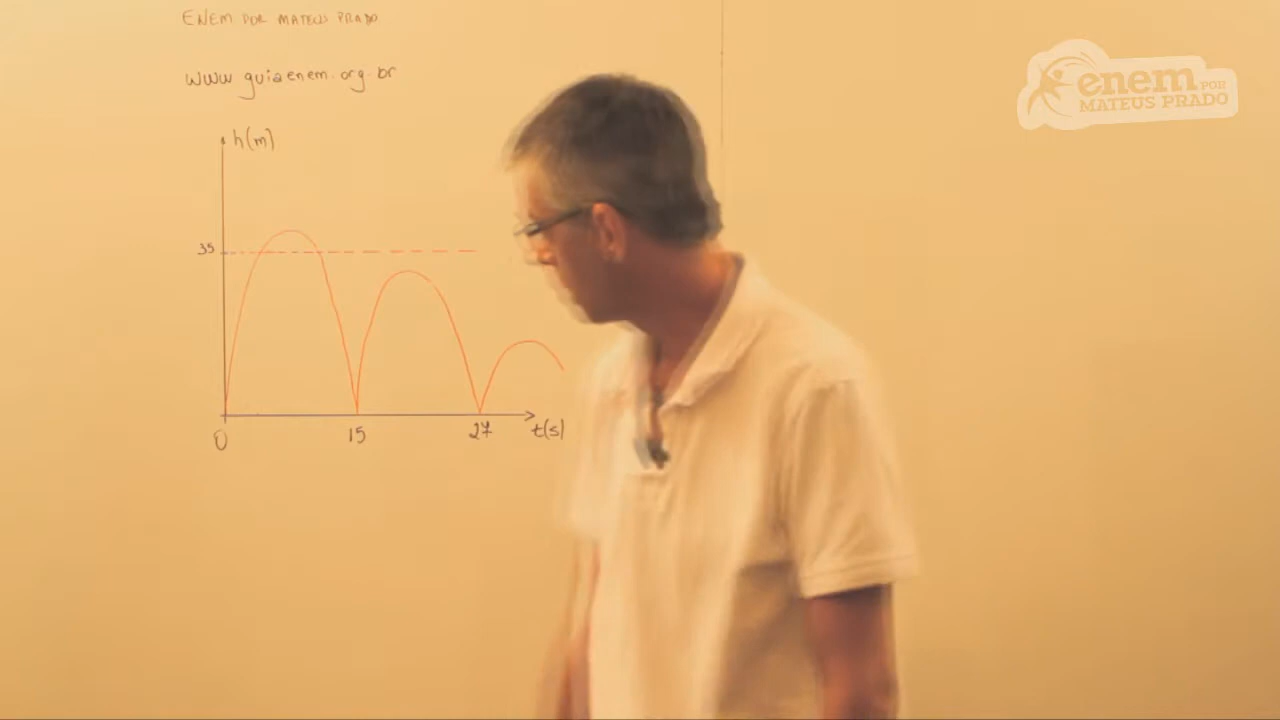 ENEM POR MATEUS PRADO
www.guiaenem.org.br
h(m)
35
0
15
27
t(s)
enem POR
MATEUS PRADO